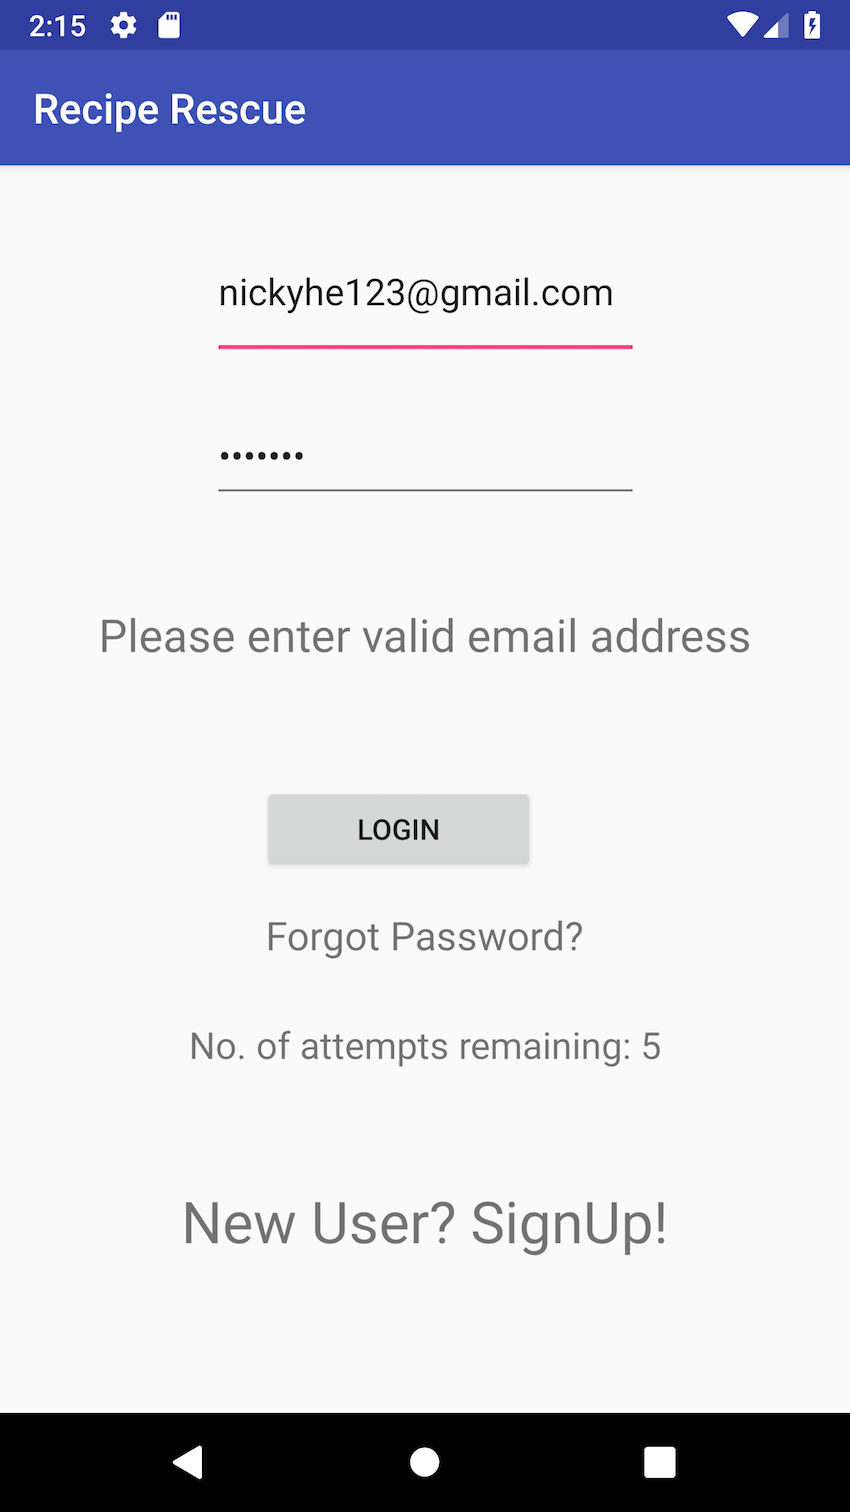 2:15
Recipe Rescue
nickyhe123@gmail.com
•••••••
Please enter valid email address
LOGIN
Forgot Password?
No. of attempts remaining: 5
New User? SignUp!